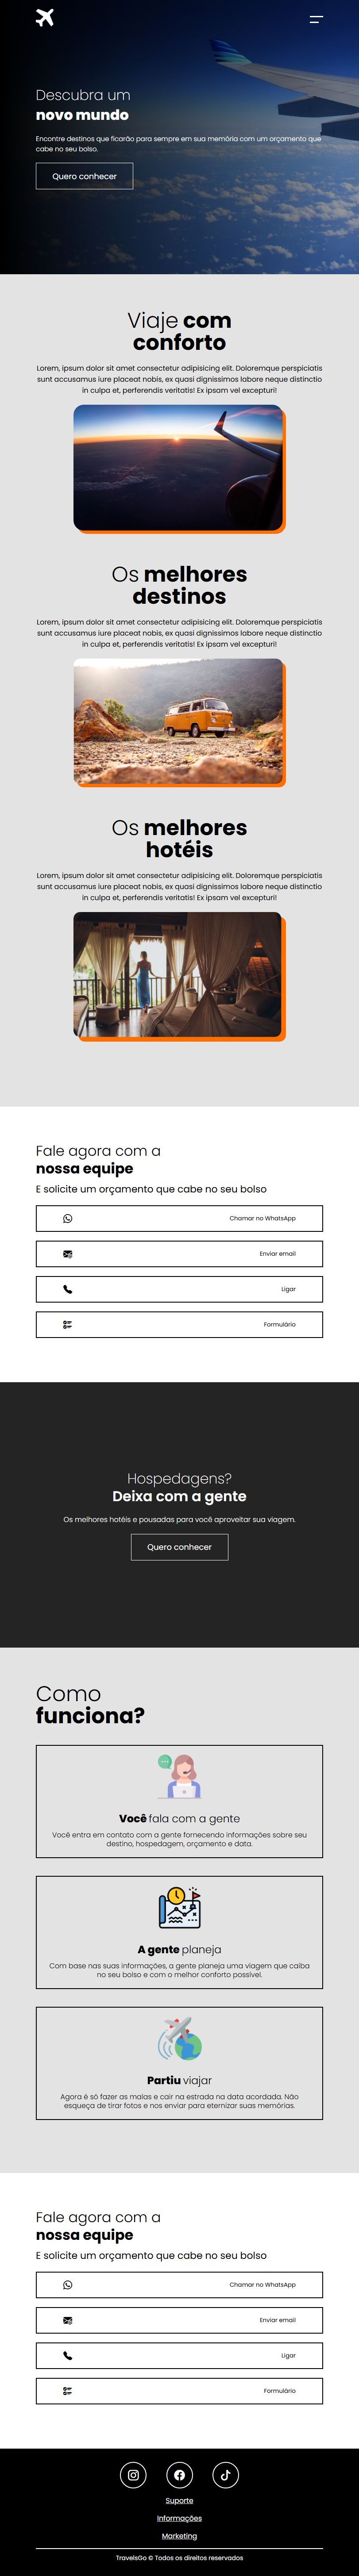 Descubra um
novo mundo
Encontre destinos que ficarão para sempre em sua memória com um orçamento que
cabe no seu bolso.
Quero conhecer
Viaje com
conforto
Lorem, ipsum dolor sit amet consectetur adipisicing elit. Doloremque perspiciatis
sunt accusamus iure placeat nobis, ex quasi dignissimos labore neque distinctio
in culpa et, perferendis veritatis! Ex ipsam vel excepturi!
Os melhores
destinos
Lorem, ipsum dolor sit amet consectetur adipisicing elit. Doloremque perspiciatis
sunt accusamus iure placeat nobis, ex quasi dignissimos labore neque distinctio
in culpa et, perferendis veritatis! Ex ipsam vel excepturi!
Os melhores
hotéis
Lorem, ipsum dolor sit amet consectetur adipisicing elit. Doloremque perspiciatis
sunt accusamus iure placeat nobis, ex quasi dignissimos labore neque distinctio
in culpa et, perferendis veritatis! Ex ipsam vel excepturi!
Fale agora com a
nossa equipe
E solicite um orçamento que cabe no seu bolso
Chamar no WhatsApp
Enviar email
Ligar
Formulário
Hospedagens?
Deixa com a gente
Os melhores hotéis e pousadas para você aproveitar sua viagem.
Quero conhecer
Como
funciona?
Você fala com a gente
Você entra em contato com a gente fornecendo informações sobre seu
destino, hospedagem, orçamento e data.
A gente planeja
Com base nas suas informações, a gente planeja uma viagem que caiba
no seu bolso e com o melhor conforto possível.
Partiu viajar
Agora é só fazer as malas e cair na estrada na data acordada. Não
esqueça de tirar fotos e nos enviar para eternizar suas memórias.
Fale agora com a
nossa equipe
E solicite um orçamento que cabe no seu bolso
Chamar no WhatsApp
Enviar email
Ligar
Formulário
Suporte
Informações
Marketing
TravelsGo © Todos os direitos reservados